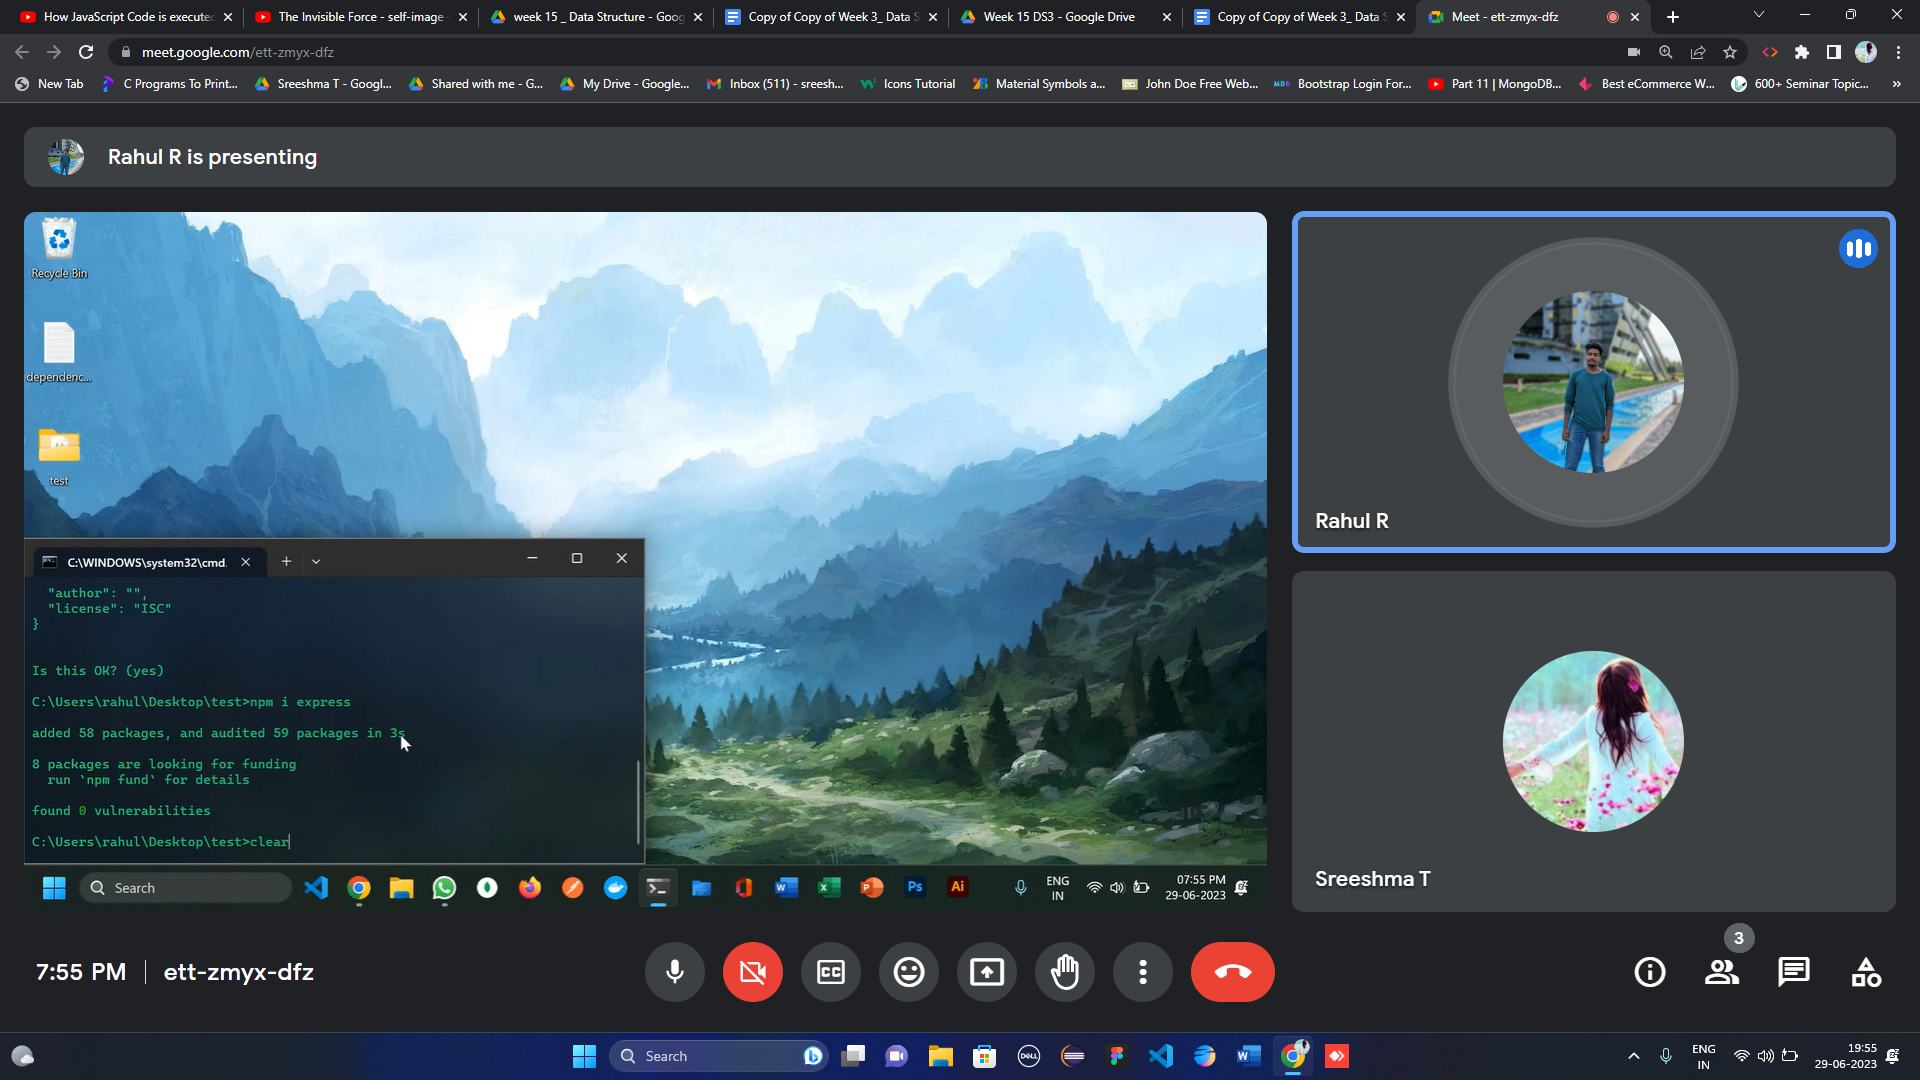 How JavaScript Code is execute
The Invisible Force - self-image
week 15 _ Data Structure - Goog
Copy of Copy of Week 3_ Data S
Week 15 DS3 - Google Drive
Copy of Copy of Week 3_ Data S
Meet - ett-zmyx-dfz
meet.google.com/ett-zmyx-dfz
New Tab
C Programs To Print...
Sreeshma T - Googl...
Shared with me - G...
My Drive - Google...
Inbox (511) - sreesh...
Icons Tutorial
Material Symbols a...
John Doe Free Web...
Bootstrap Login For...
Part 11 | MongoDB...
Best eCommerce W...
600+ Seminar Topic...
»
Rahul R is presenting
Recycle Bin
dependenc...
test
C:\WINDOWS\system32\cmd.
"author": "",
"license": "ISC"
}
Is this OK? (yes)
C:\Users\rahul\Desktop\test>npm i express
added 58 packages, and audited 59 packages in 3s
8 packages are looking for funding
run `npm fund` for details
found 0 vulnerabilities
C:\Users\rahul\Desktop\test>clear
Search
Ps
Ai
ENG
IN
07:55 PM
29-06-2023
Rahul R
Sreeshma T
7:55 PM
ett-zmyx-dfz
CC
3
Search
DELL
ENG
IN
19:55
29-06-2023